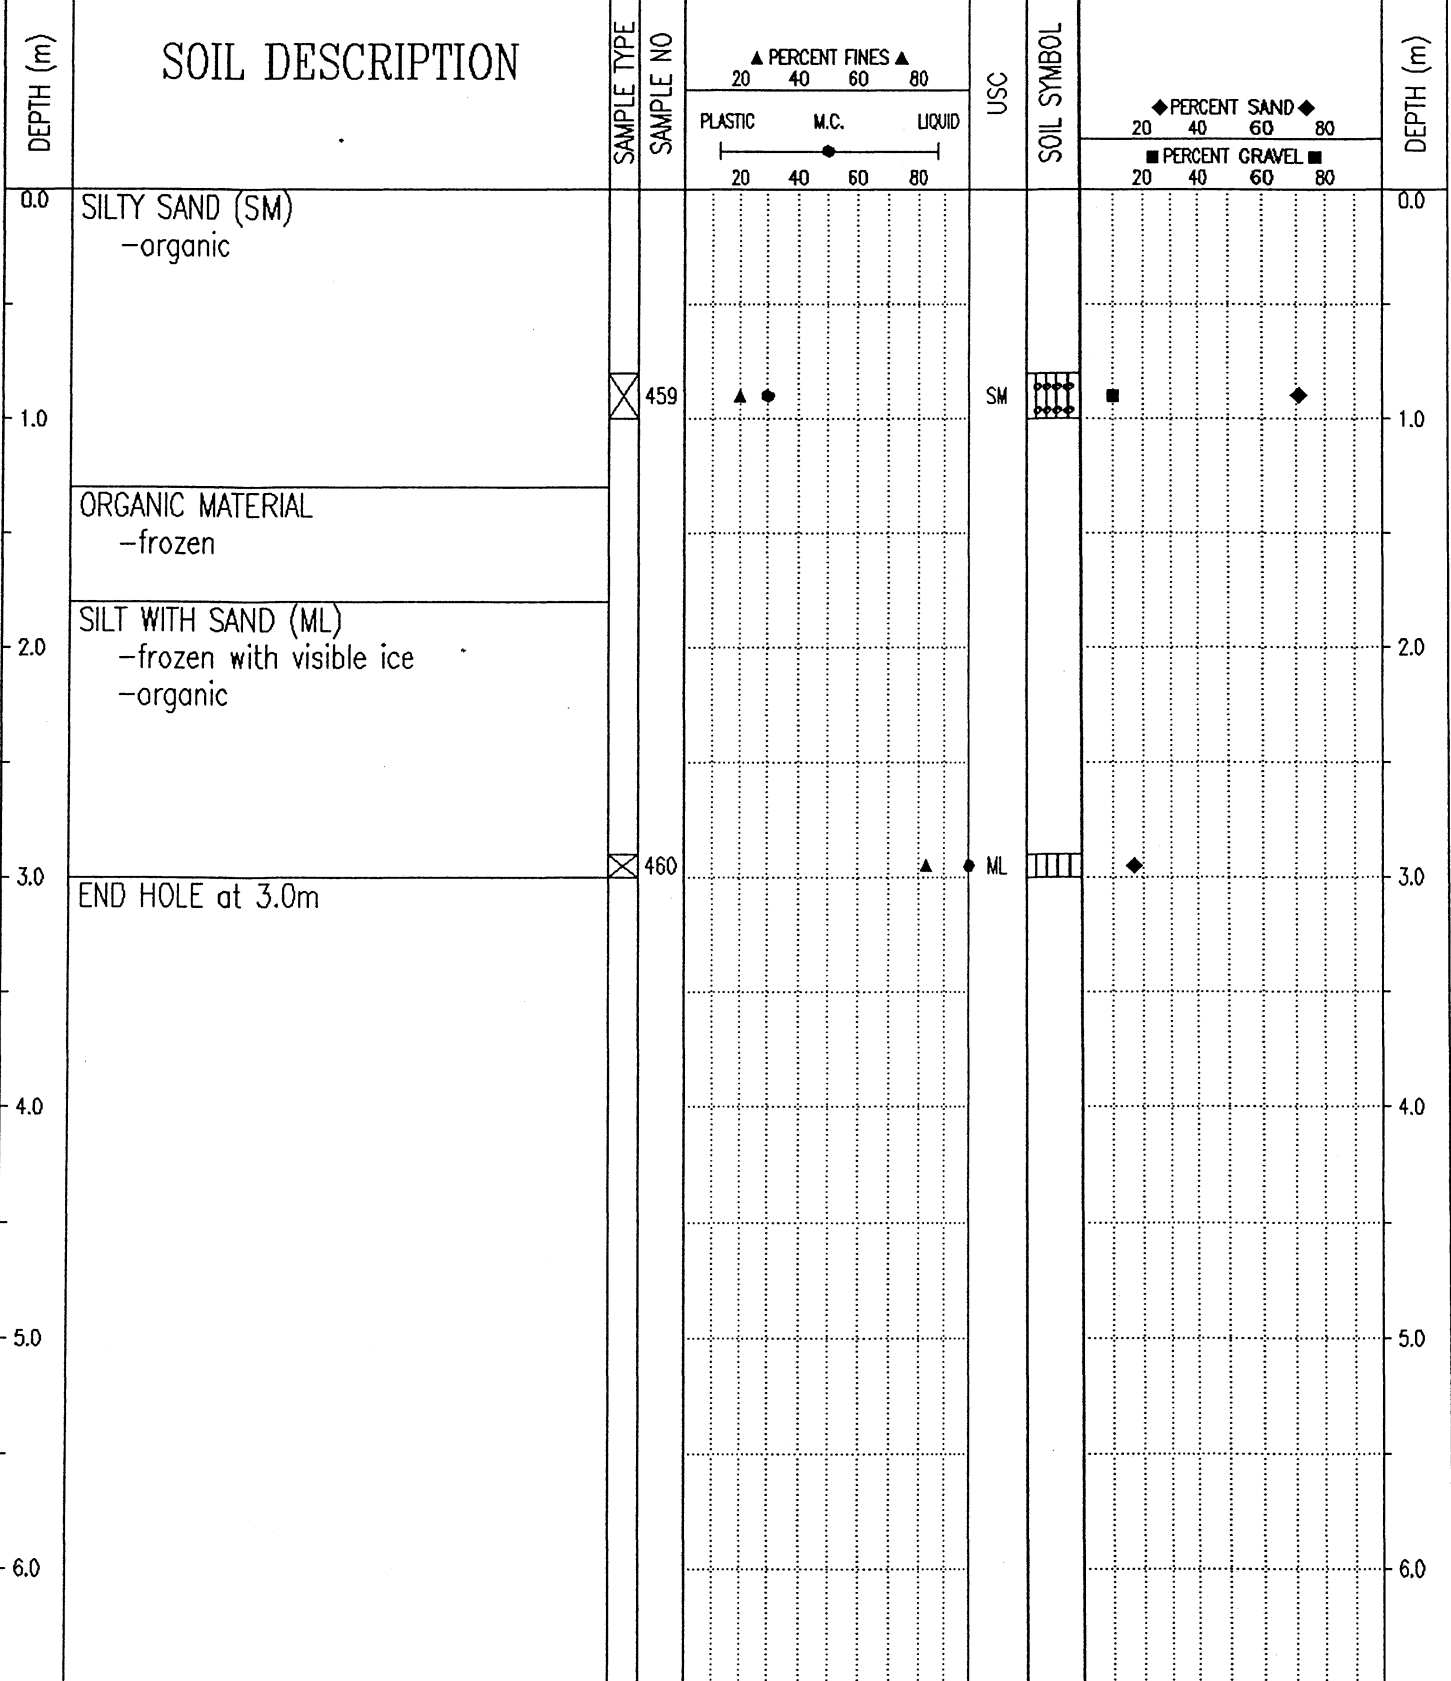 DEPTH (m)
SOIL DESCRIPTION
SAMPLE TYPE
SAMPLE NO
▲ PERCENT FINES ▲
20 40 60 80
PLASTIC M.C. LIQUID
20 40 60 80
USC
SOIL SYMBOL
◆PERCENT SAND◆
20 40 60 80
■PERCENT GRAVEL■
20 40 60 80
DEPTH (m)
0.0 SILTY SAND (SM) 0.0
-organic
459 SM
1.0 1.0
ORGANIC MATERIAL
-frozen
SILT WITH SAND (ML)
2.0 -frozen with visible ice 2.0
-organic
460 ML
3.0 3.0
END HOLE at 3.0m
4.0 4.0
5.0 5.0
6.0 6.0